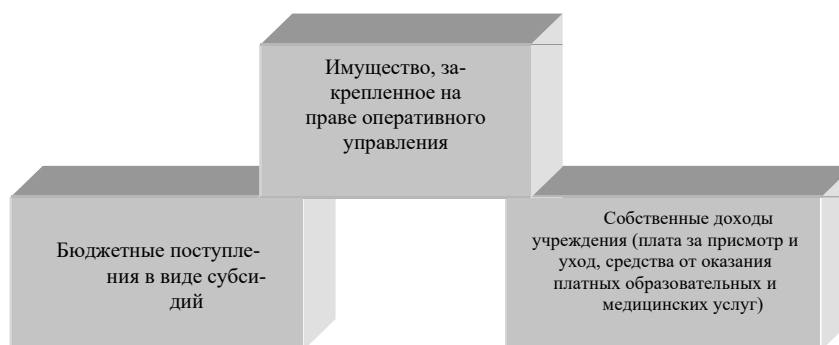 Имущество, за-
крепленное на
праве оперативного
управления
Бюджетные поступле-
ния в виде субси-
дий
Собственные доходы
учреждения (плата за присмотр и
уход, средства от оказания
платных образовательных и
медицинских услуг)